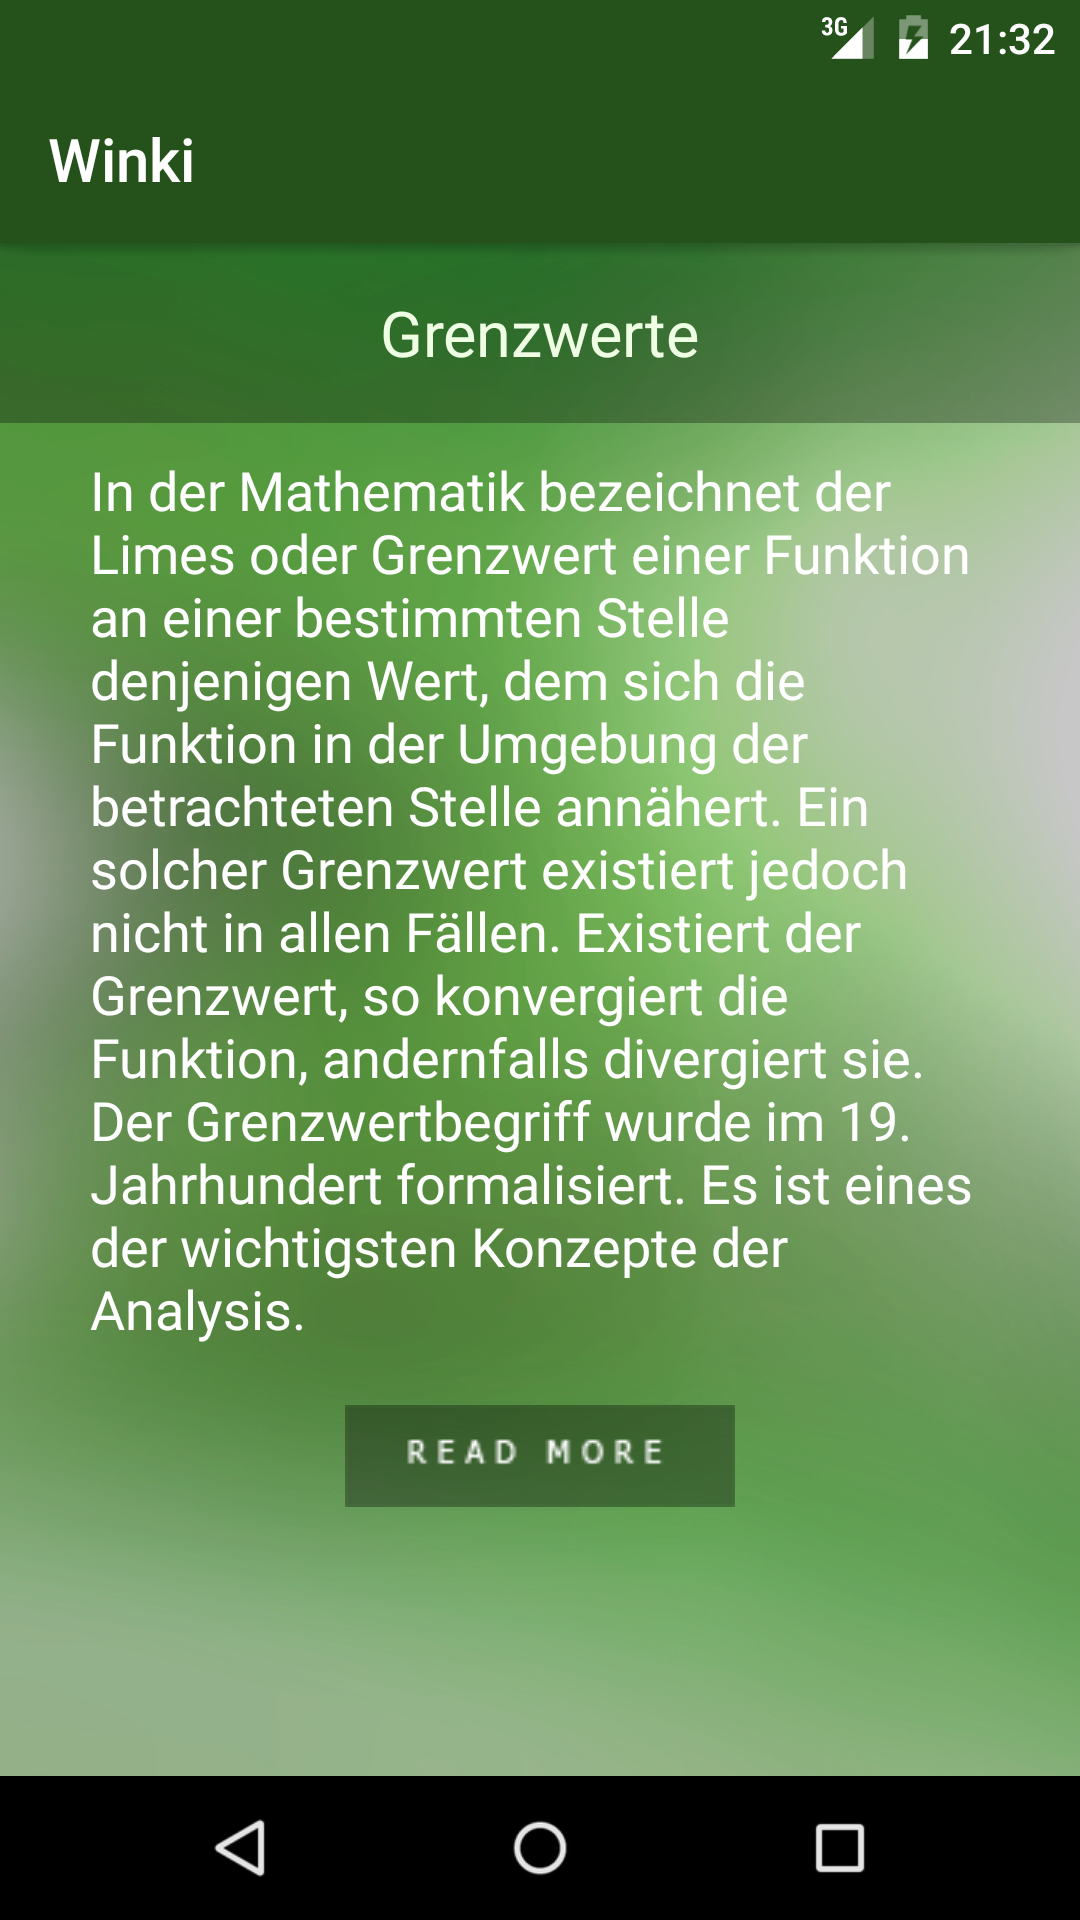 3G 21:32
Winki
Grenzwerte
In der Mathematik bezeichnet der
Limes oder Grenzwert einer Funktion
an einer bestimmten Stelle
denjenigen Wert, dem sich die
Funktion in der Umgebung der
betrachteten Stelle annähert. Ein
solcher Grenzwert existiert jedoch
nicht in allen Fällen. Existiert der
Grenzwert, so konvergiert die
Funktion, andernfalls divergiert sie.
Der Grenzwertbegriff wurde im 19.
Jahrhundert formalisiert. Es ist eines
der wichtigsten Konzepte der
Analysis.
READ MORE